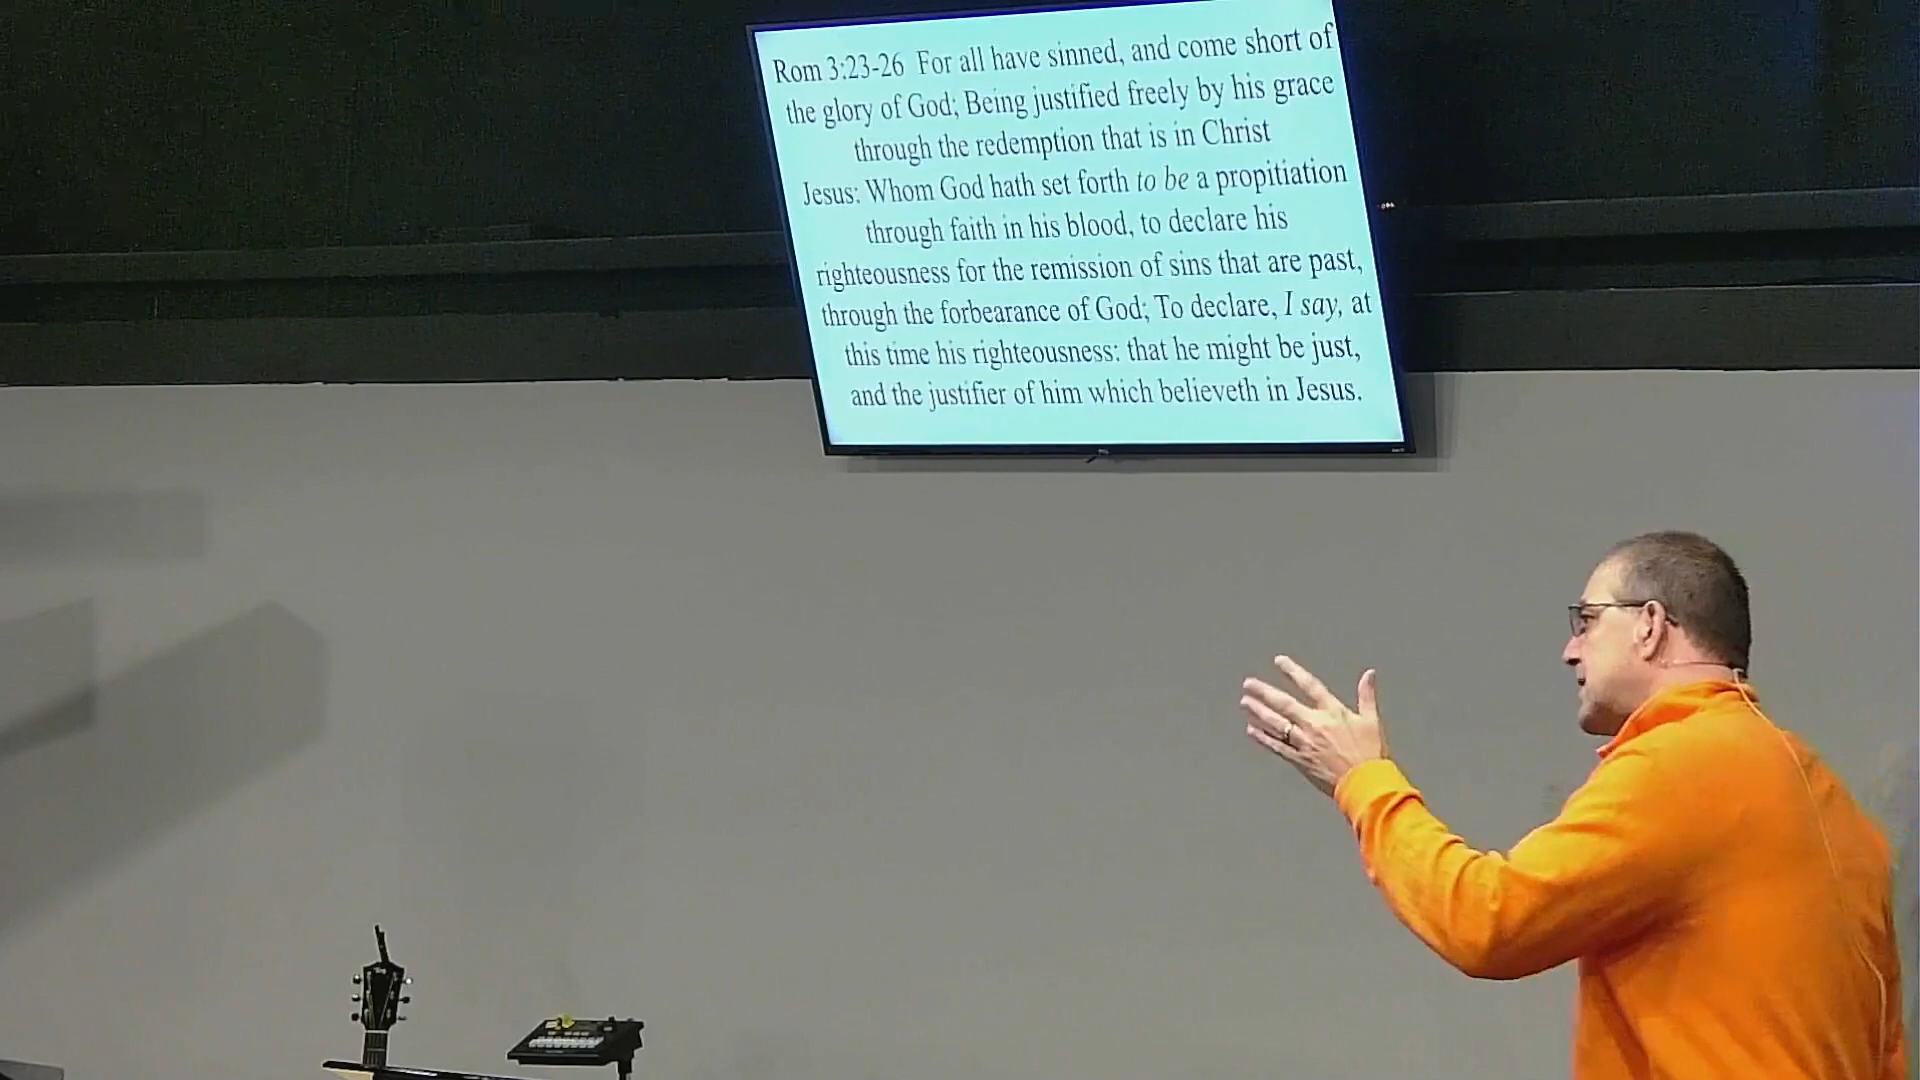 Rom 3:23-26 For all have sinned, and come short of
the glory of God; Being justified freely by his grace
through the redemption that is in Christ
Jesus: Whom God hath set forth to be a propitiation
through faith in his blood, to declare his
righteousness for the remission of sins that are past,
through the forbearance of God; To declare, I say, at
this time his righteousness: that he might be just,
and the justifier of him which believeth in Jesus.